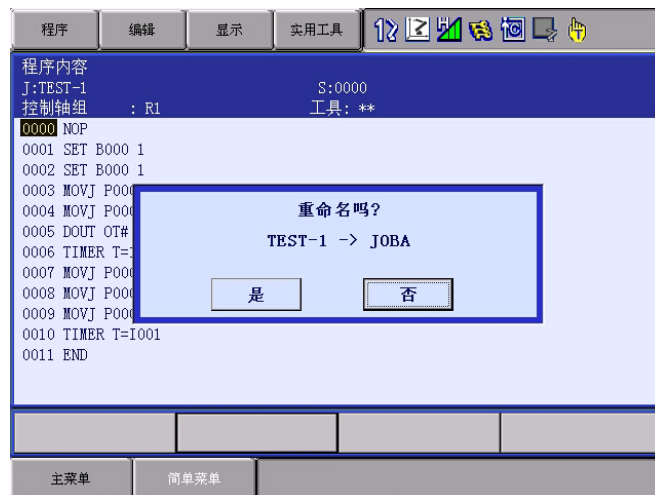 程序 编辑 显示 实用工具
程序内容
J:TEST-1 S:0000
控制轴组 : R1 工具: **
0000 NOP
0001 SET B000 1
0002 SET B000 1
0003 MOVJ P000
0004 MOVJ P000
0005 DOUT OT#
0006 TIMER T=I
0007 MOVJ P000
0008 MOVJ P000
0009 MOVJ P000
0010 TIMER T=I001
0011 END
重命名吗?
TEST-1 -> JOBA
是 否
主菜单 简单菜单